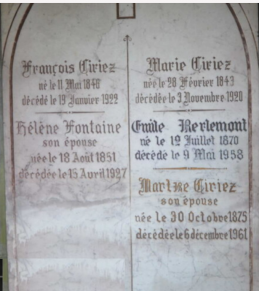 François Ciriez
né le 11 Mai 1840
décédé le 19 Janvier 1922
Hélène Fontaine
son épouse
née le 18 Août 1851
décédée le 15 Avril 1927
Marie Ciriez
née le 28 Février 1843
décédée le 3 Novembre 1920
Emile Berlemont
né le 12 Juillet 1870
décédé le 9 Mai 1958
Ciriez
son épouse
née le 30 Octobre 1875
décédée le 6 décembre 1961